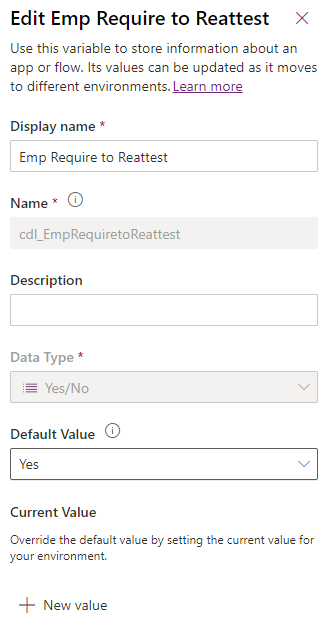 Edit Emp Require to Reattest
Use this variable to store information about an
app or flow. Its values can be updated as it moves
to different environments. Learn more
Display name *
Emp Require to Reattest
Name *
cdl_EmpRequiretoReattest
Description
Data Type *
Yes/No
Default Value
Yes
Current Value
Override the default value by setting the current value for
your environment.
New value